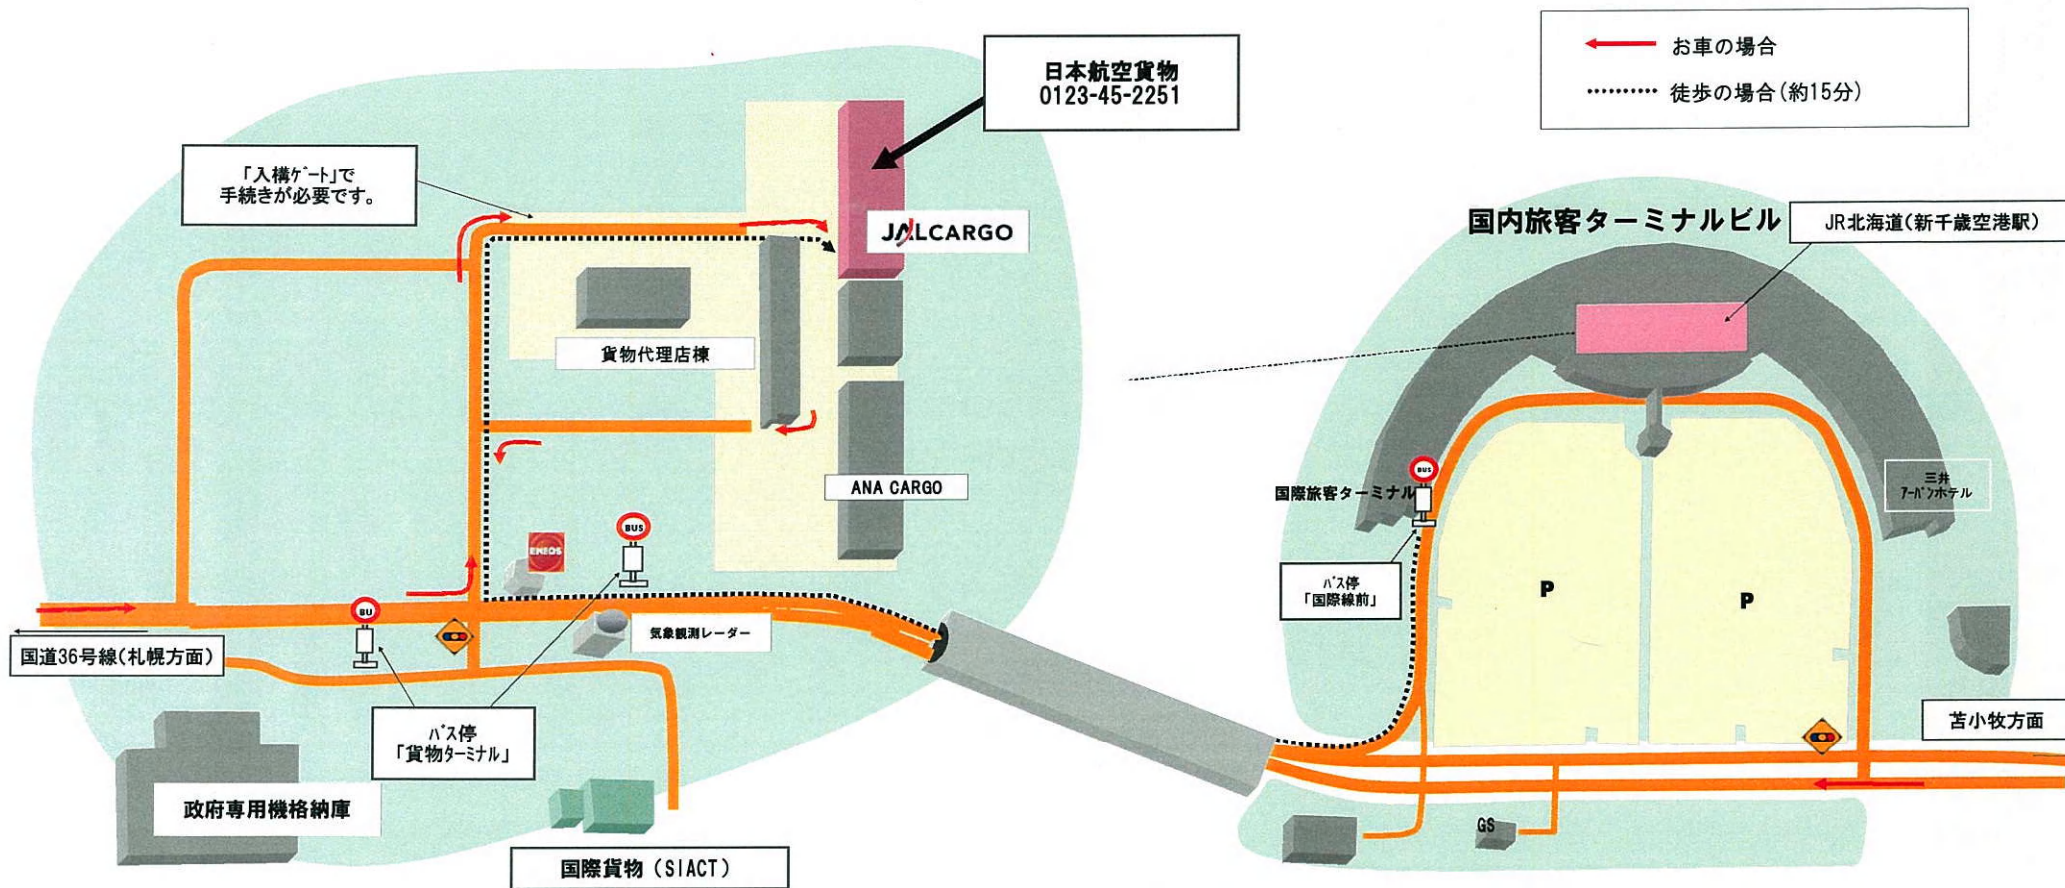 お車の場合
徒歩の場合(約15分)
日本航空貨物
0123-45-2251
「入構ゲート」で
手続きが必要です。
JALCARGO
国内旅客ターミナルビル
JR北海道(新千歳空港駅)
貨物代理店棟
ANA CARGO
三井
アーバンホテル
BUS
国際旅客ターミナル
BUS
ENEOS
バス停
「国際線前」
P
P
BU
気象観測レーダー
国道36号線(札幌方面)
苫小牧方面
バス停
「貨物ターミナル」
政府専用機格納庫
GS
国際貨物(SIACT)